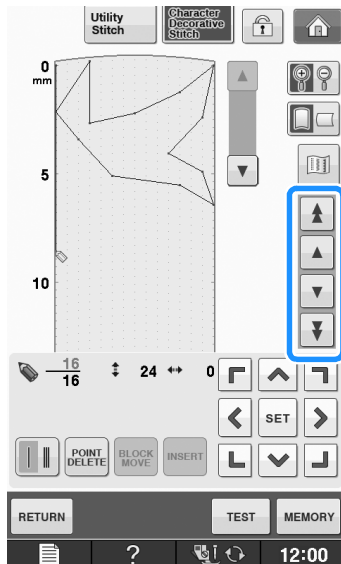 Utility
Stitch
Character
Decorative
Stitch
0
mm
5
10
16
16
24
0
SET
POINT
DELETE
BLOCK
MOVE
INSERT
RETURN
TEST
MEMORY
?
12:00